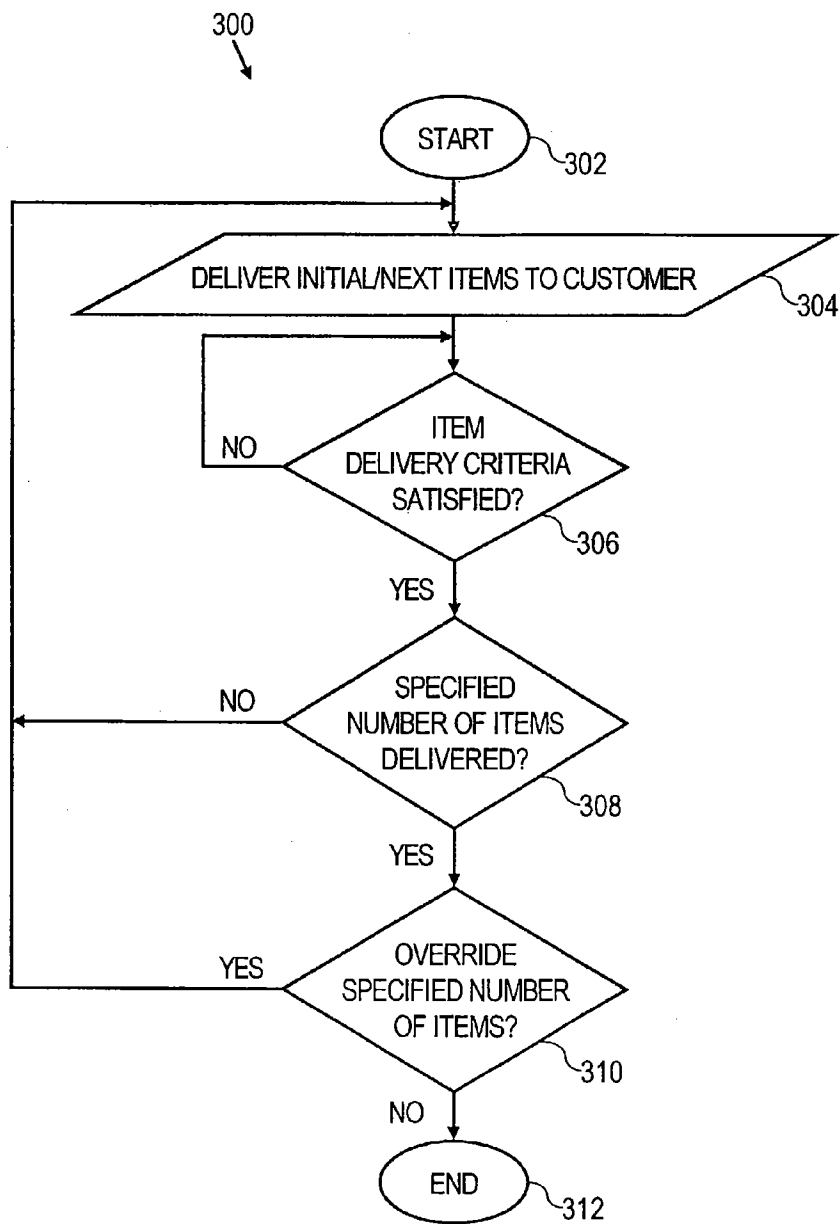 300
START
302
DELIVER INITIAL/NEXT ITEMS TO CUSTOMER
304
NO
ITEM
DELIVERY CRITERIA
SATISFIED?
306
YES
NO
SPECIFIED
NUMBER OF ITEMS
DELIVERED?
308
YES
YES
OVERRIDE
SPECIFIED NUMBER
OF ITEMS?
310
NO
END
312